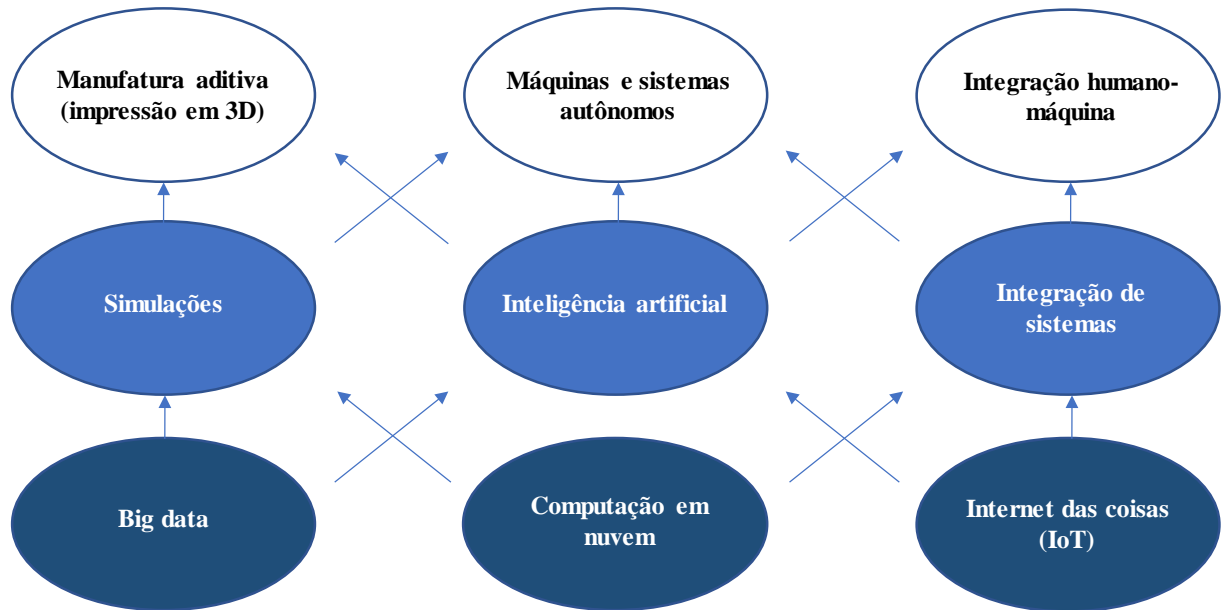 Manufatura aditiva
(impressão em 3D)
Máquinas e sistemas
autônomos
Integração humano-
máquina
Simulações
Inteligência artificial
Integração de
sistemas
Big data
Computação em
nuvem
Internet das coisas
(IoT)